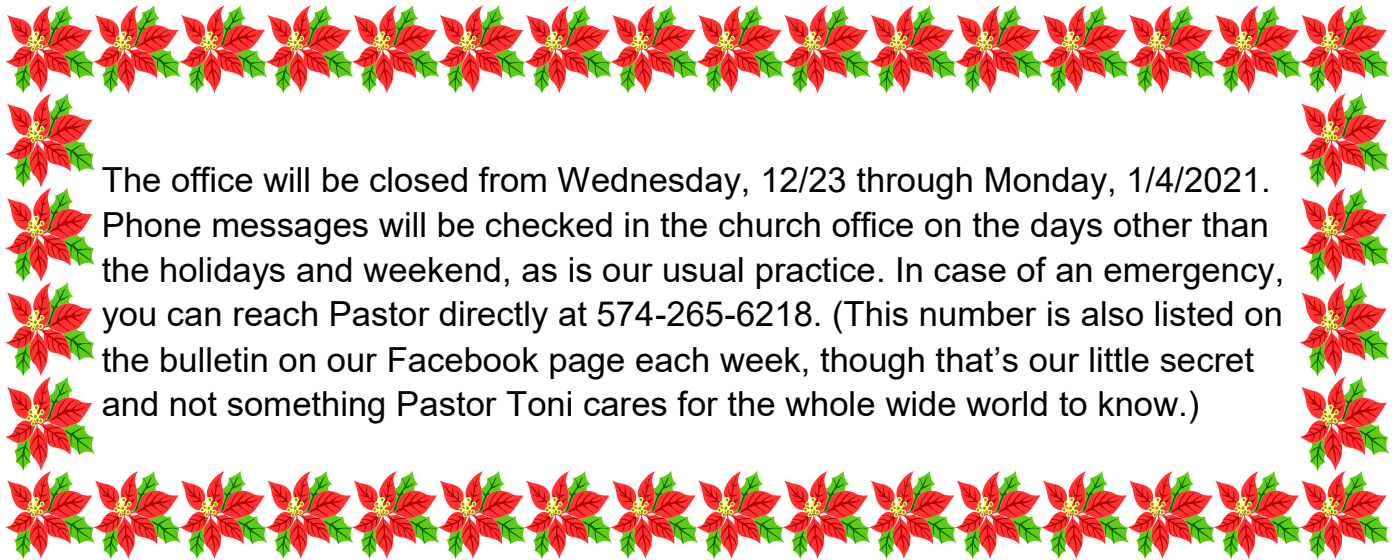 The office will be closed from Wednesday, 12/23 through Monday, 1/4/2021.
Phone messages will be checked in the church office on the days other than
the holidays and weekend, as is our usual practice. In case of an emergency,
you can reach Pastor directly at 574-265-6218. (This number is also listed on
the bulletin on our Facebook page each week, though that’s our little secret
and not something Pastor Toni cares for the whole wide world to know.)